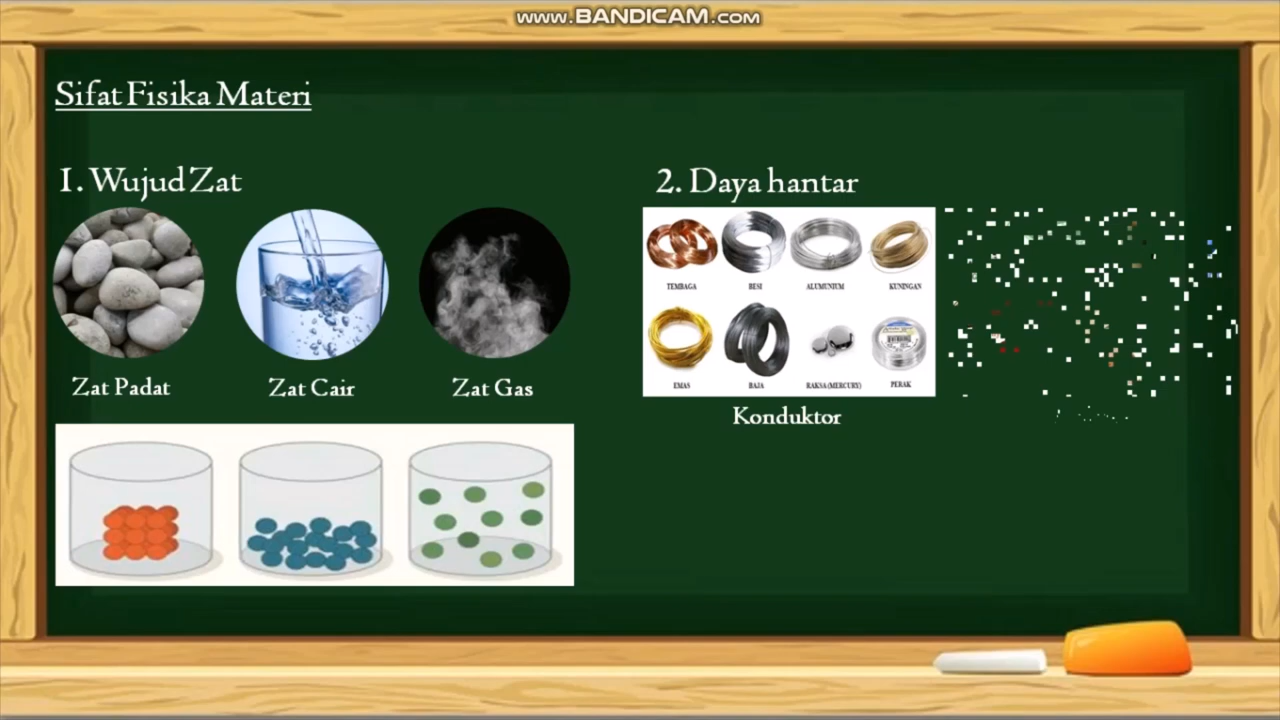 www.BANDICAM.com
Sifat Fisika Materi
1. Wujud Zat
Zat Padat
Zat Cair
Zat Gas
2. Daya hantar
TEMBAGA
BESI
ALUMUNIUM
KUNINGAN
EMAS
BAJA
RAKSA (MERCURY)
PERAK
Konduktor